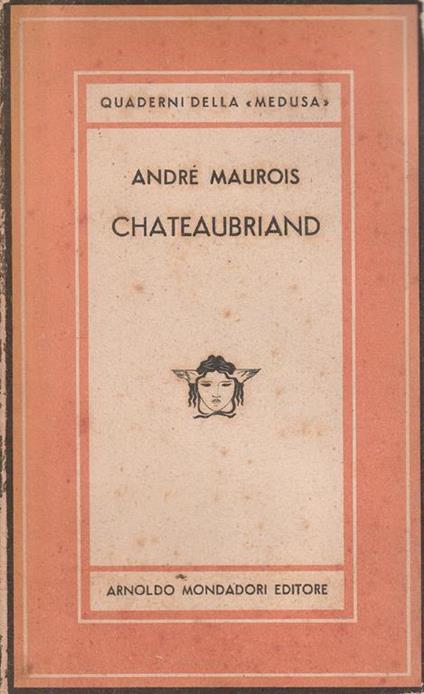 QUADERNI DELLA «MEDUSA»
ANDRÉ MAUROIS
CHATEAUBRIAND
ARNOLDO MONDADORI EDITORE